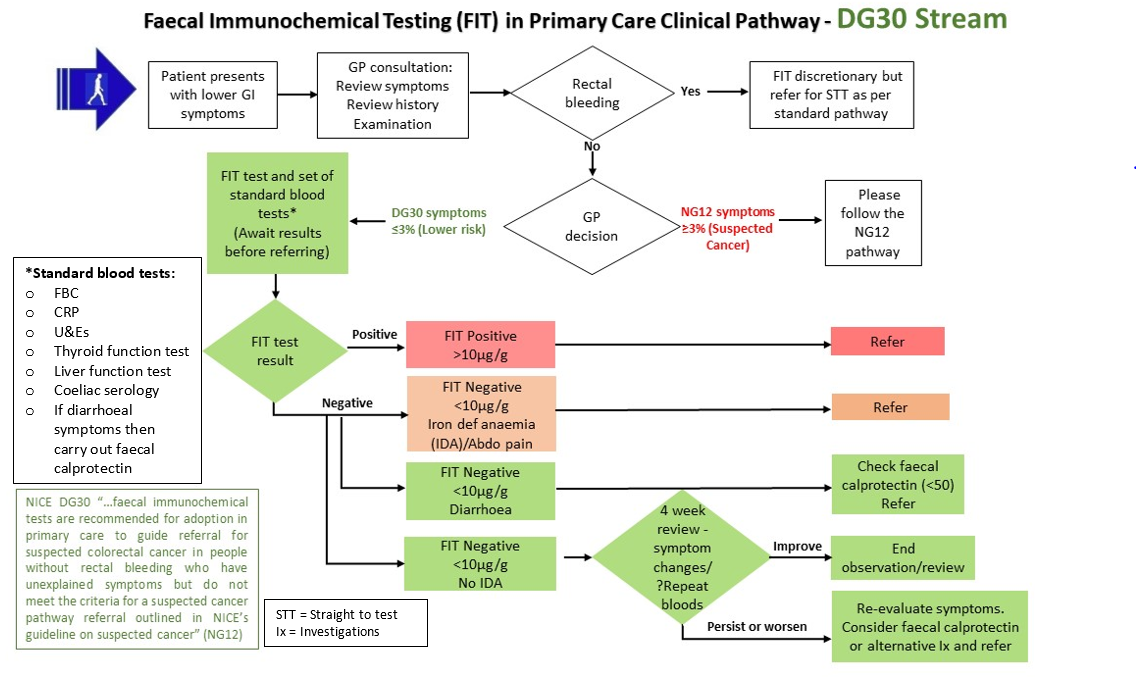 Faecal Immunochemical Testing (FIT) in Primary Care Clinical Pathway - DG30 Stream
Patient presents
with lower GI
symptoms
GP consultation:
Review symptoms
Review history
Examination
Rectal
bleeding
Yes
FIT discretionary but
refer for STT as per
standard pathway
No
FIT test and set of
standard blood
tests*
(Await results
before referring)
DG30 symptoms
≤3% (Lower risk)
GP
decision
NG12 symptoms
≥3% (Suspected
Cancer)
Please
follow the
NG12
pathway
*Standard blood tests:
o FBC
o CRP
o U&Es
o Thyroid function test
o Liver function test
o Coeliac serology
o If diarrhoeal
symptoms then
carry out faecal
calprotectin
FIT test
result
Positive
FIT Positive
>10µg/g
Refer
Negative
FIT Negative
<10µg/g
Iron def anaemia
(IDA)/Abdo pain
Refer
FIT Negative
<10µg/g
Diarrhoea
Check faecal
calprotectin (<50)
Refer
FIT Negative
<10µg/g
No IDA
4 week
review -
symptom
changes/
?Repeat
bloods
Improve
End
observation/review
Persist or worsen
Re-evaluate symptoms.
Consider faecal calprotectin
or alternative Ix and refer
NICE DG30 “...faecal immunochemical
tests are recommended for adoption in
primary care to guide referral for
suspected colorectal cancer in people
without rectal bleeding who have
unexplained symptoms but do not
meet the criteria for a suspected cancer
pathway referral outlined in NICE's
guideline on suspected cancer” (NG12)
STT = Straight to test
Ix = Investigations